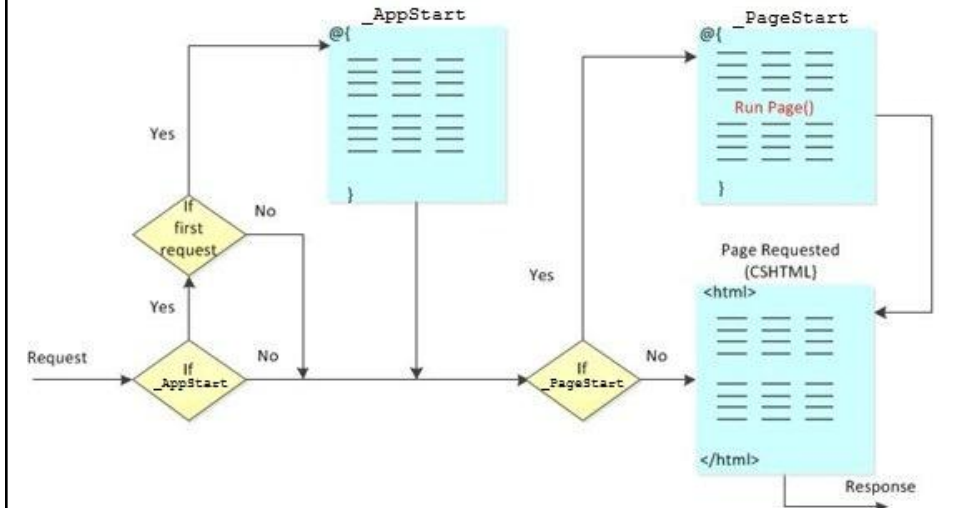 _AppStart
@{
}
_PageStart
@{
Run Page()
}
Yes
If
first
request
No
Yes
Request
If
_AppStart
No
Yes
If
_PageStart
No
Page Requested
(CSHTML)
<html>
</html>
Response